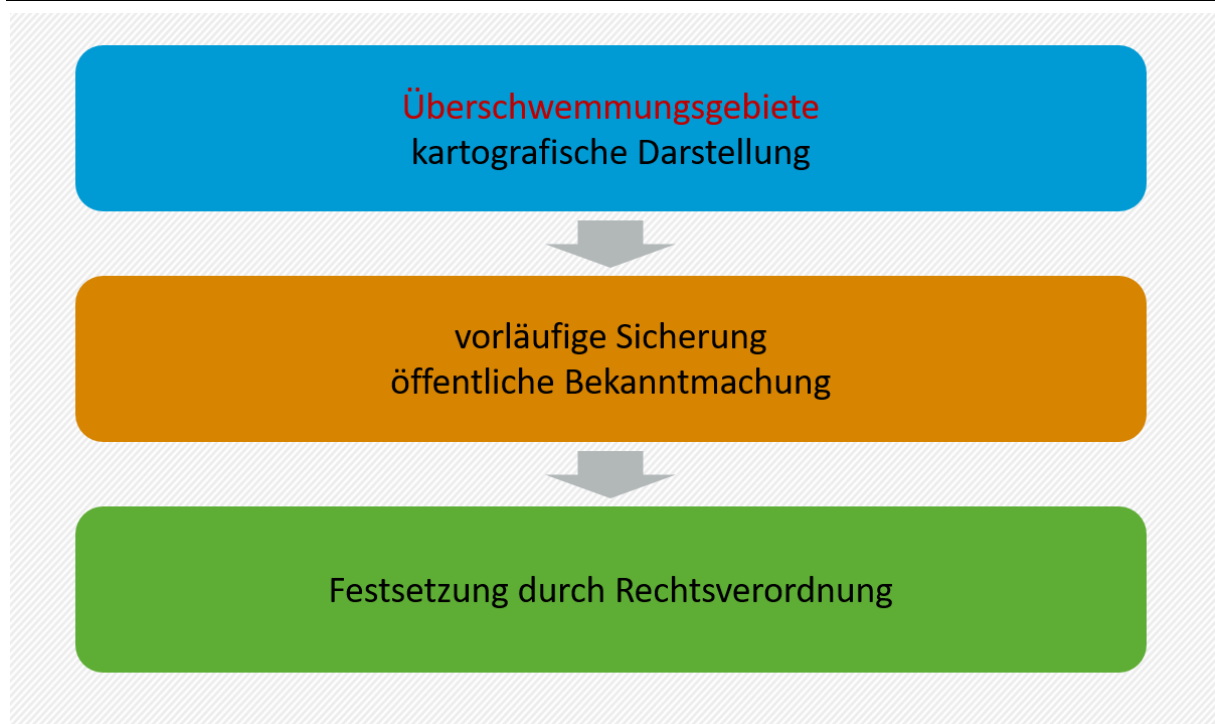 Überschwemmungsgebiete
kartografische Darstellung
vorläufige Sicherung
öffentliche Bekanntmachung
Festsetzung durch Rechtsverordnung